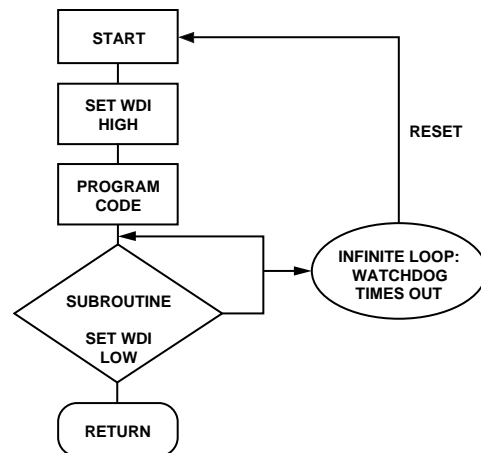 START
SET WDI
HIGH
RESET
PROGRAM
CODE
INFINITE LOOP:
WATCHDOG
TIMES OUT
SUBROUTINE
SET WDI
LOW
RETURN